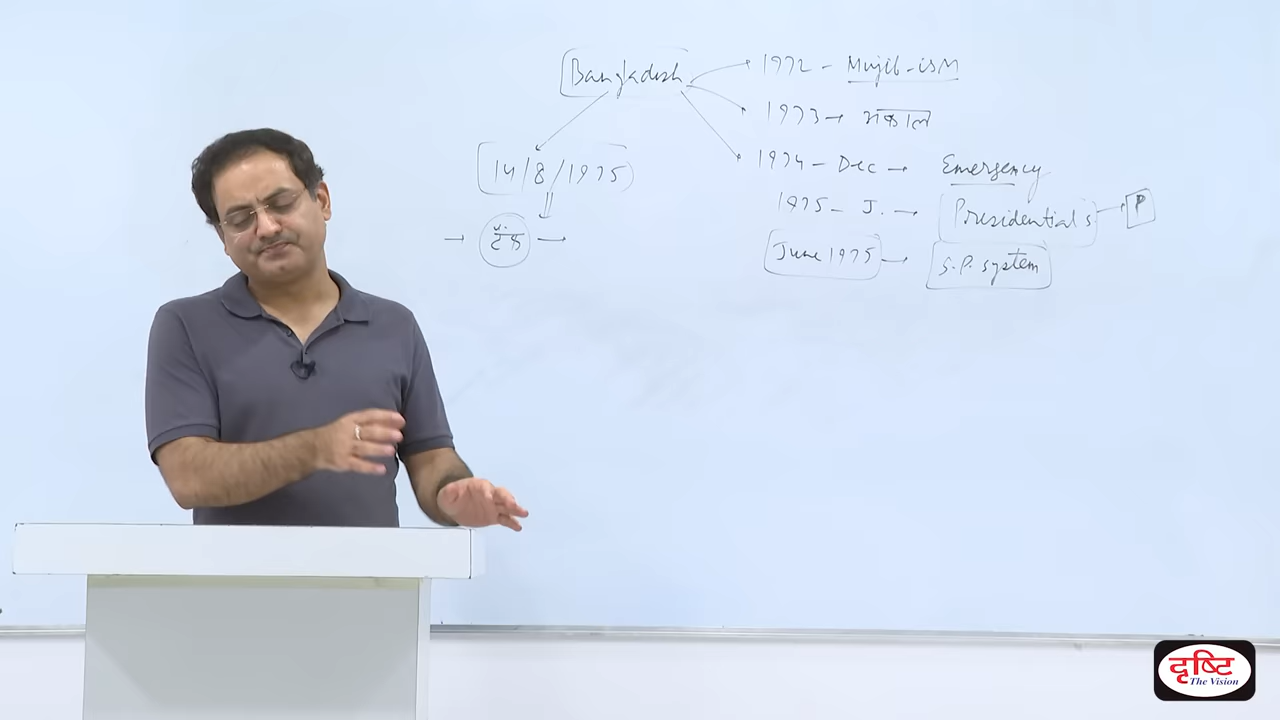 Bangladesh
1972 - Mujib-ism
1973 → अकाल
1974 - Dec → Emergency
1975 - J. → Presidential S → P
June 1975 → S.P. system
14/8/1975
दृष्टि
The Vision